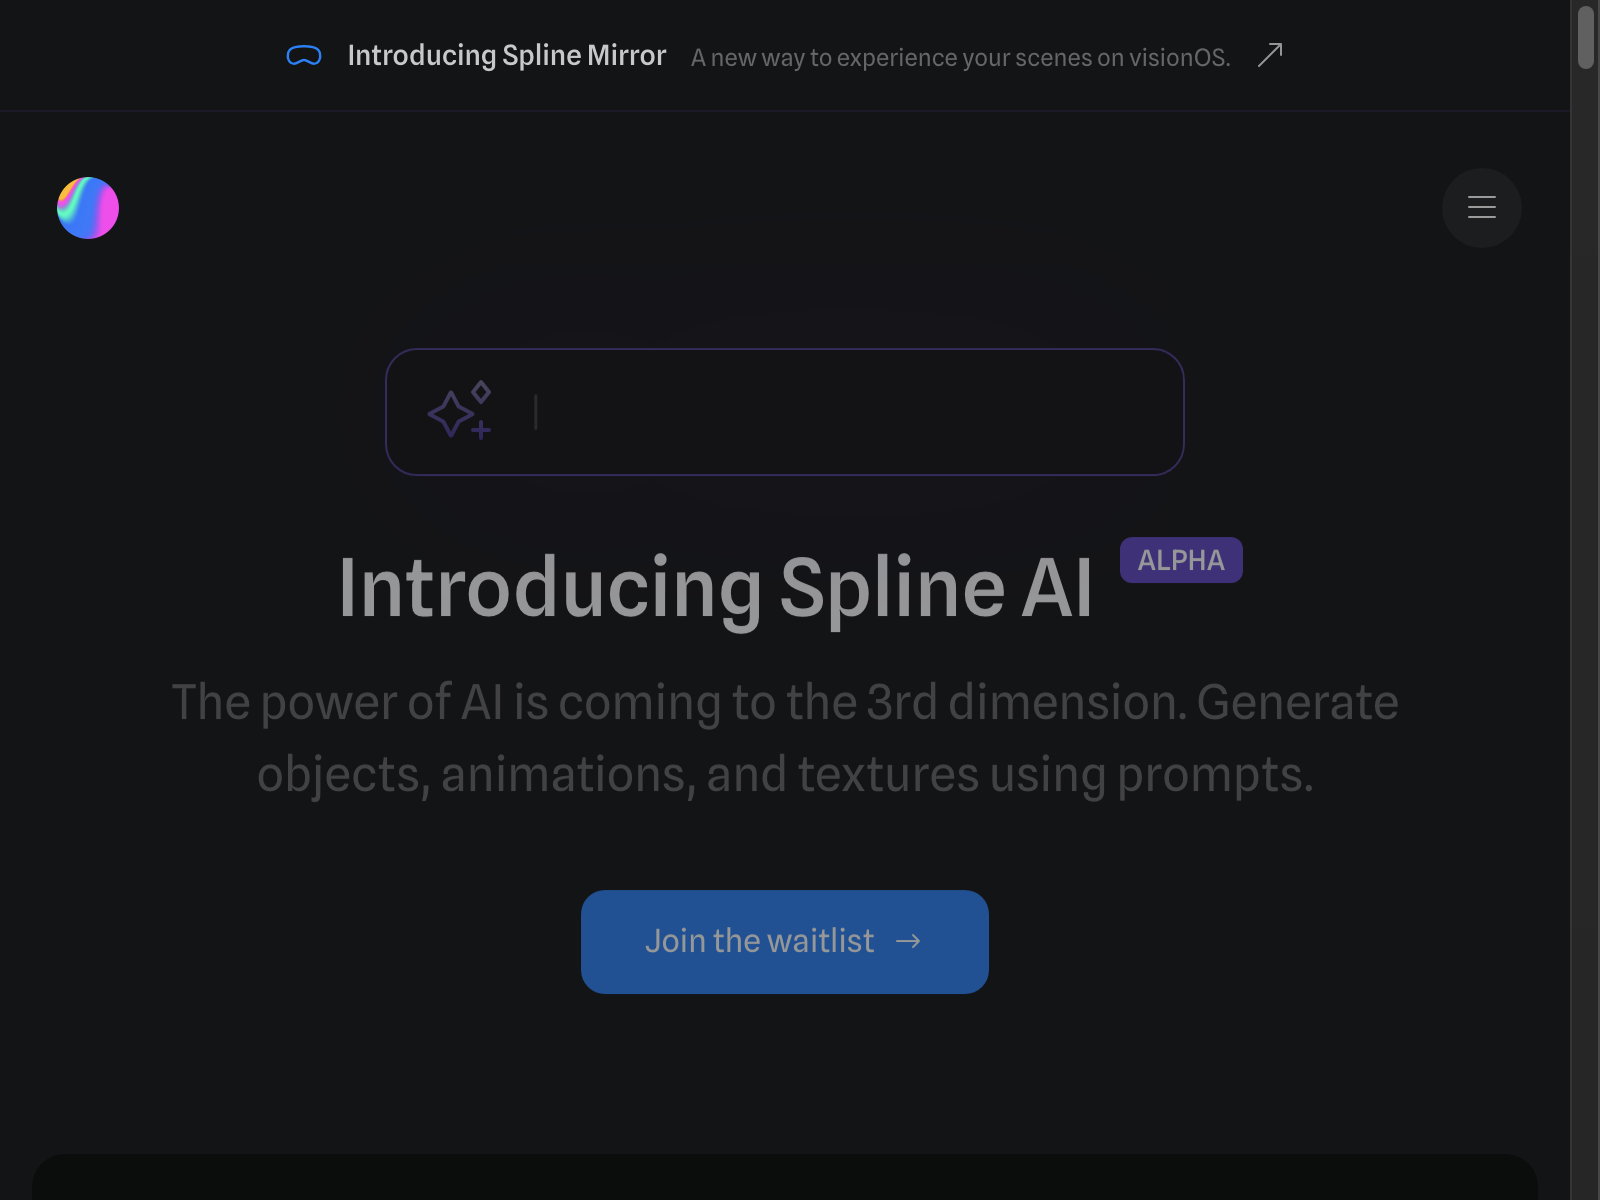 Introducing Spline Mirror A new way to experience your scenes on visionOS.
Introducing Spline AI ALPHA
The power of AI is coming to the 3rd dimension. Generate
objects, animations, and textures using prompts.
Join the waitlist →